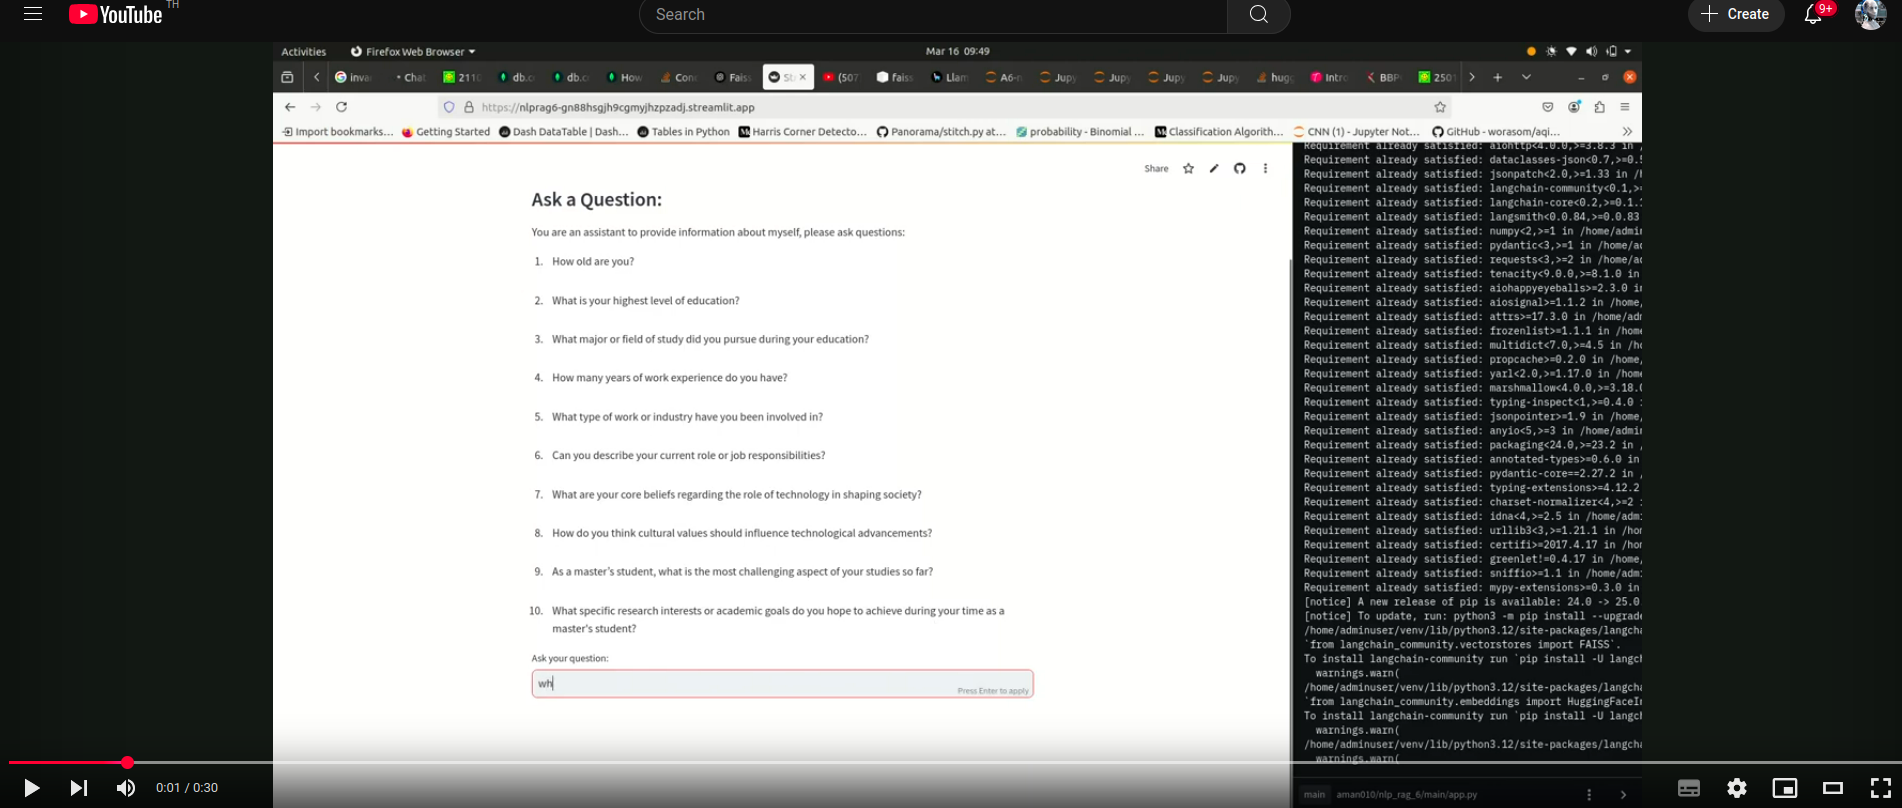 YouTube TH
Search
Create
9+
Activities
Firefox Web Browser
Mar 16 09:49
inva
Chat
2110
db.c
db.c
How
Con
Faiss
St
(507
faiss
Llam
A6-n
Jupy
Jupy
Jupy
Jupy
hugg
Intro
BBP
2501
https://nlprag6-gn88hsgjh9cgmyjhzpzadj.streamlit.app
Import bookmarks...
Getting Started
Dash DataTable | Dash...
Tables in Python
Harris Corner Detecto...
Panorama/stitch.py at...
probability - Binomial ...
Classification Algorith...
CNN (1) - Jupyter Not...
GitHub - worasom/aqi...
Share
Ask a Question:
You are an assistant to provide information about myself, please ask questions:
1. How old are you?
2. What is your highest level of education?
3. What major or field of study did you pursue during your education?
4. How many years of work experience do you have?
5. What type of work or industry have you been involved in?
6. Can you describe your current role or job responsibilities?
7. What are your core beliefs regarding the role of technology in shaping society?
8. How do you think cultural values should influence technological advancements?
9. As a master's student, what is the most challenging aspect of your studies so far?
10. What specific research interests or academic goals do you hope to achieve during your time as a
master's student?
Ask your question:
wh
Press Enter to apply
Requirement already satisfied: aiohttp<4.0.0,>=3.8.3 in /
Requirement already satisfied: dataclasses-json<0.7,>=0.5
Requirement already satisfied: jsonpatch<2.0,>=1.33 in /h
Requirement already satisfied: langchain-community<0.1,>=
Requirement already satisfied: langchain-core<0.2,>=0.1.
Requirement already satisfied: langsmith<0.0.84,>=0.0.83
Requirement already satisfied: numpy<2,>=1 in /home/admin
Requirement already satisfied: pydantic<3,>=1 in /home/ad
Requirement already satisfied: requests<3,>=2 in /home/ad
Requirement already satisfied: tenacity<9.0.0,>=8.1.0 in
Requirement already satisfied: aiohappyeyeballs>=2.3.0 in
Requirement already satisfied: aiosignal>=1.1.2 in /home/
Requirement already satisfied: attrs>=17.3.0 in /home/adm
Requirement already satisfied: frozenlist>=1.1.1 in /home
Requirement already satisfied: multidict<7.0,>=4.5 in /ho
Requirement already satisfied: propcache>=0.2.0 in /home/
Requirement already satisfied: yarl<2.0,>=1.17.0 in /home
Requirement already satisfied: marshmallow<4.0.0,>=3.18.0
Requirement already satisfied: typing-inspect<1,>=0.4.0
Requirement already satisfied: jsonpointer>=1.9 in /home/
Requirement already satisfied: anyio<5,>=3 in /home/admin
Requirement already satisfied: packaging<24.0,>=23.2 in /
Requirement already satisfied: annotated-types>=0.6.0 in
Requirement already satisfied: pydantic-core==2.27.2 in /
Requirement already satisfied: typing-extensions>=4.12.2
Requirement already satisfied: charset-normalizer<4,>=2
Requirement already satisfied: idna<4,>=2.5 in /home/adm
Requirement already satisfied: urllib3<3,>=1.21.1 in /hom
Requirement already satisfied: certifi>=2017.4.17 in /hom
Requirement already satisfied: greenlet!=0.4.17 in /home/
Requirement already satisfied: sniffio>=1.1 in /home/adm
Requirement already satisfied: mypy-extensions>=0.3.0 in
[notice] A new release of pip is available: 24.0 -> 25.0
[notice] To update, run: python3 -m pip install --upgrade
/home/adminuser/venv/lib/python3.12/site-packages/langcha
`from langchain_community.vectorstores import FAISS`.
To install langchain-community run `pip install -U langch
warnings.warn(
/home/adminuser/venv/lib/python3.12/site-packages/langcha
`from langchain_community.embeddings import HuggingFaceIn
To install langchain-community run `pip install -U langch
warnings.warn(
/home/adminuser/venv/lib/python3.12/site-packages/langcha
warnings.warn(
main
aman010/nlp_rag_6/main/app.py
0:01 / 0:30